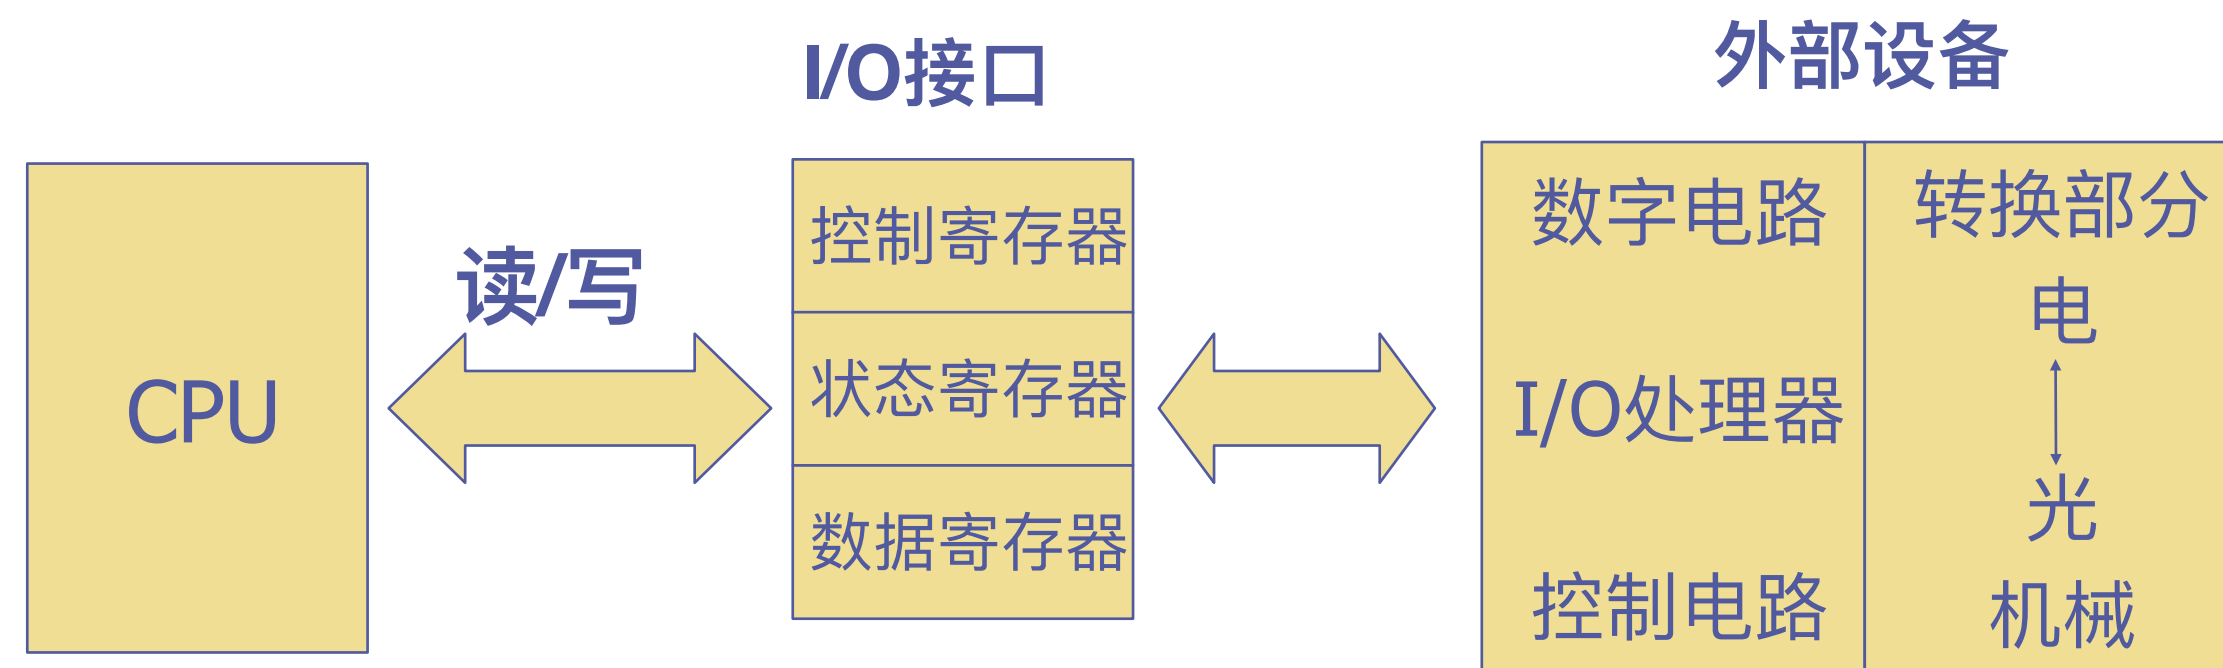 CPU
读/写
I/O接口
控制寄存器
状态寄存器
数据寄存器
外部设备
数字电路
I/O处理器
控制电路
转换部分
电
光
机械